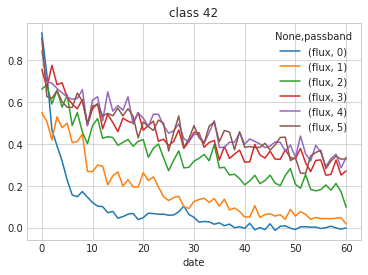 class 42
None,passband
(flux, 0)
(flux, 1)
(flux, 2)
(flux, 3)
(flux, 4)
(flux, 5)
0.8
0.6
0.4
0.2
0.0
0 10 20 30 40 50 60
date